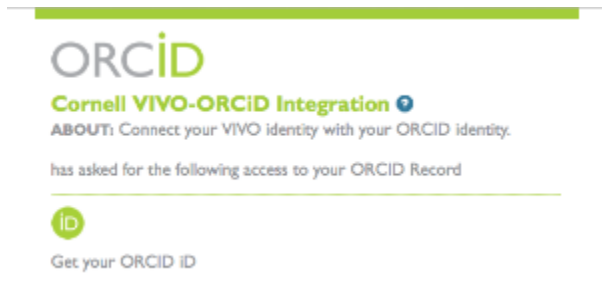 ORCiD
Cornell VIVO-ORCiD Integration ?
ABOUT: Connect your VIVO identity with your ORCID identity.
has asked for the following access to your ORCID Record
iD
Get your ORCID iD